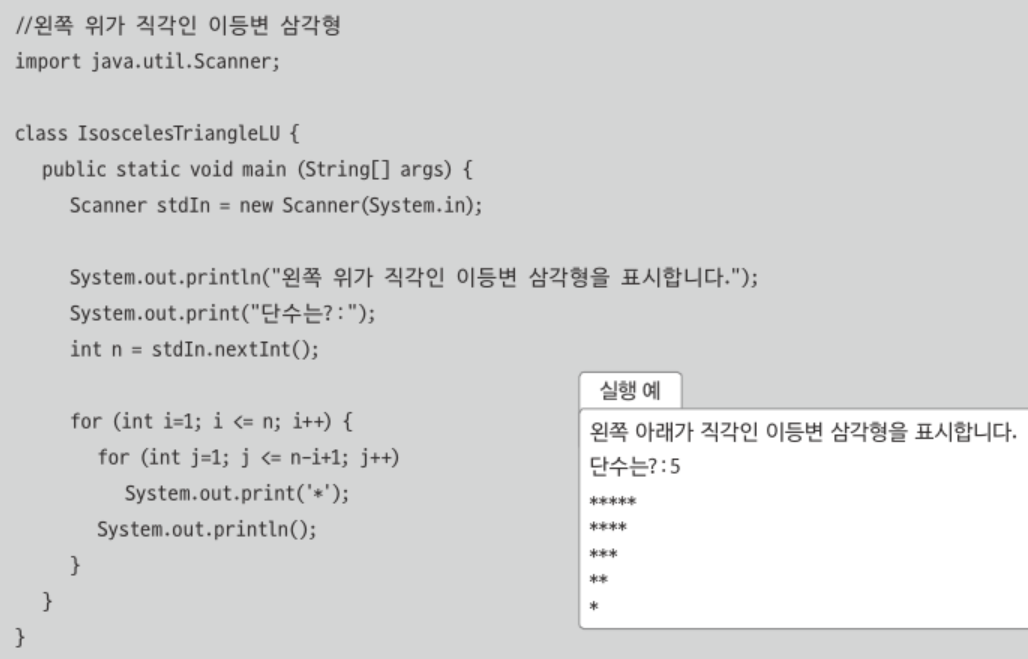 //왼쪽 위가 직각인 이등변 삼각형
import java.util.Scanner;
class IsoscelesTriangleLU {
public static void main (String[] args) {
Scanner stdIn = new Scanner(System.in);
System.out.println("왼쪽 위가 직각인 이등변 삼각형을 표시합니다.");
System.out.print("단수는?:");
int n = stdIn.nextInt();
for (int i=1; i <= n; i++) {
for (int j=1; j <= n-i+1; j++)
System.out.print('*');
System.out.println();
}
}
}
실행 예
왼쪽 아래가 직각인 이등변 삼각형을 표시합니다.
단수는?:5
*****
****
***
**
*